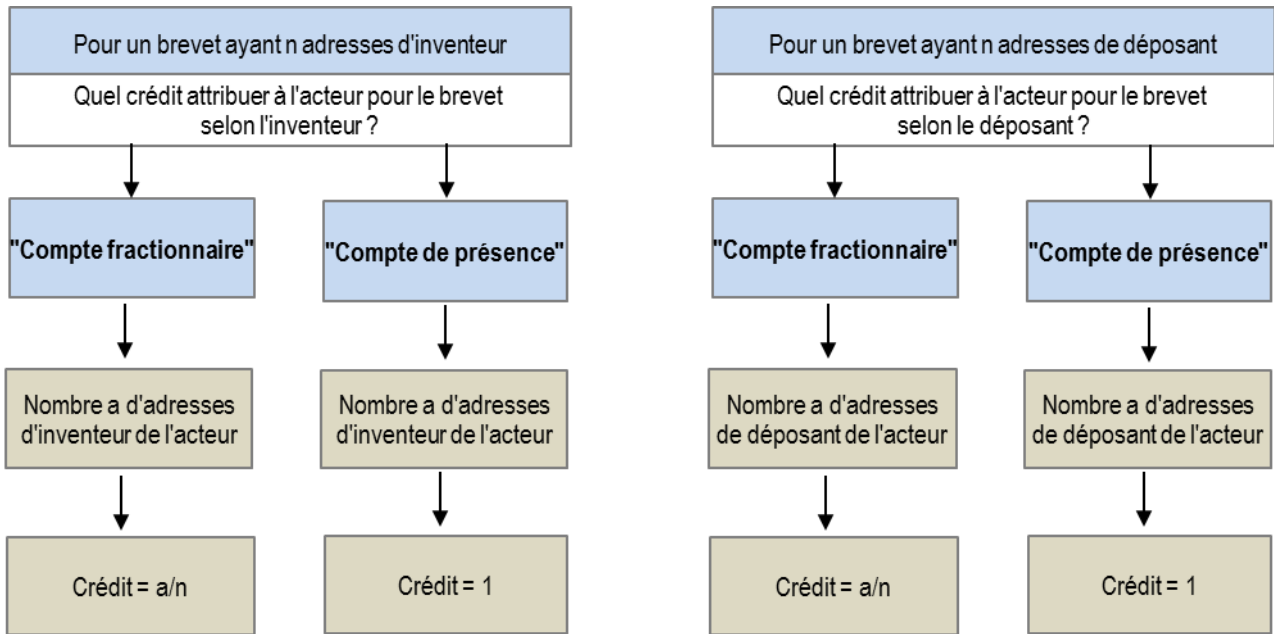 Pour un brevet ayant n adresses d'inventeur
Quel crédit attribuer à l'acteur pour le brevet
selon l'inventeur ?
"Compte fractionnaire"
"Compte de présence"
Nombre a d'adresses
d'inventeur de l'acteur
Nombre a d'adresses
d'inventeur de l'acteur
Crédit = a/n
Crédit = 1
Pour un brevet ayant n adresses de déposant
Quel crédit attribuer à l'acteur pour le brevet
selon le déposant ?
"Compte fractionnaire"
"Compte de présence"
Nombre a d'adresses
de déposant de l'acteur
Nombre a d'adresses
de déposant de l'acteur
Crédit = a/n
Crédit = 1